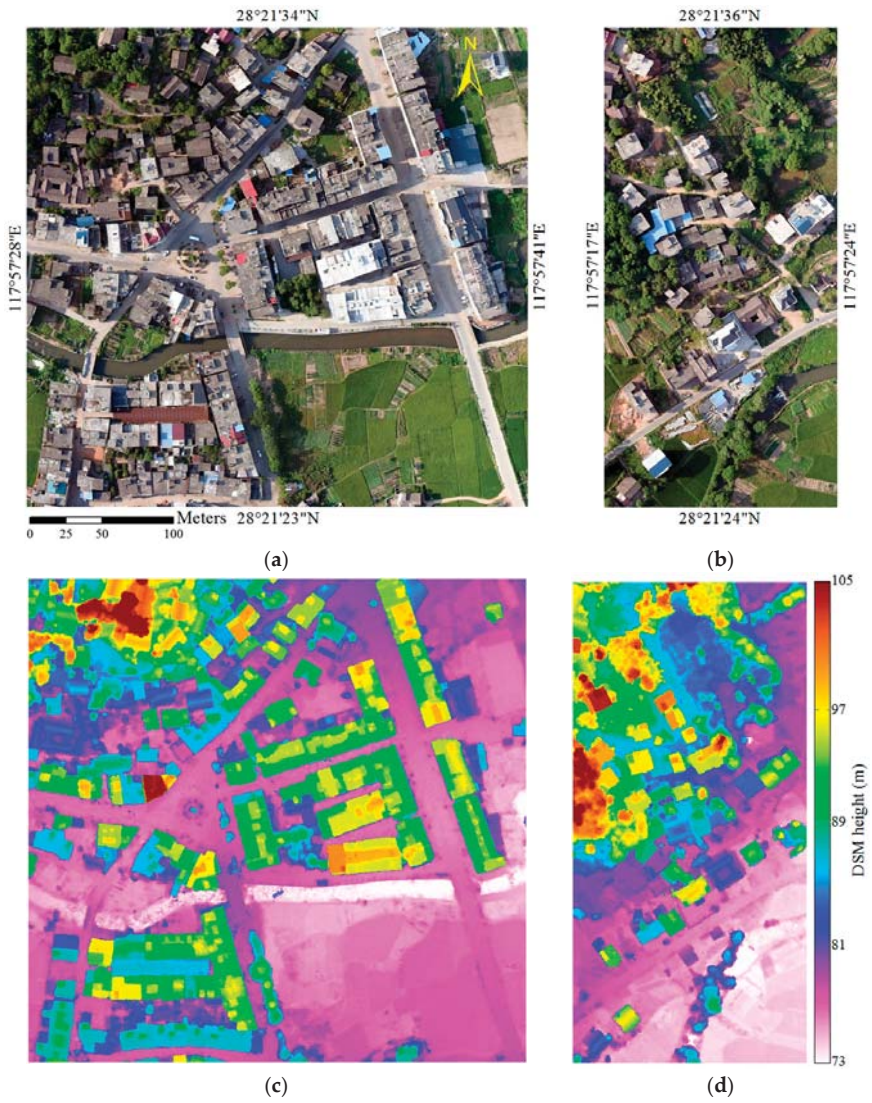 28°21'34"N
28°21'36"N
N
117°57'28"E
117°57'41"E
117°57'17"E
117°57'24"E
Meters
0 25 50 100
28°21'23"N
28°21'24"N
(a)
(b)
105
97
89
81
73
DSM height (m)
(c)
(d)